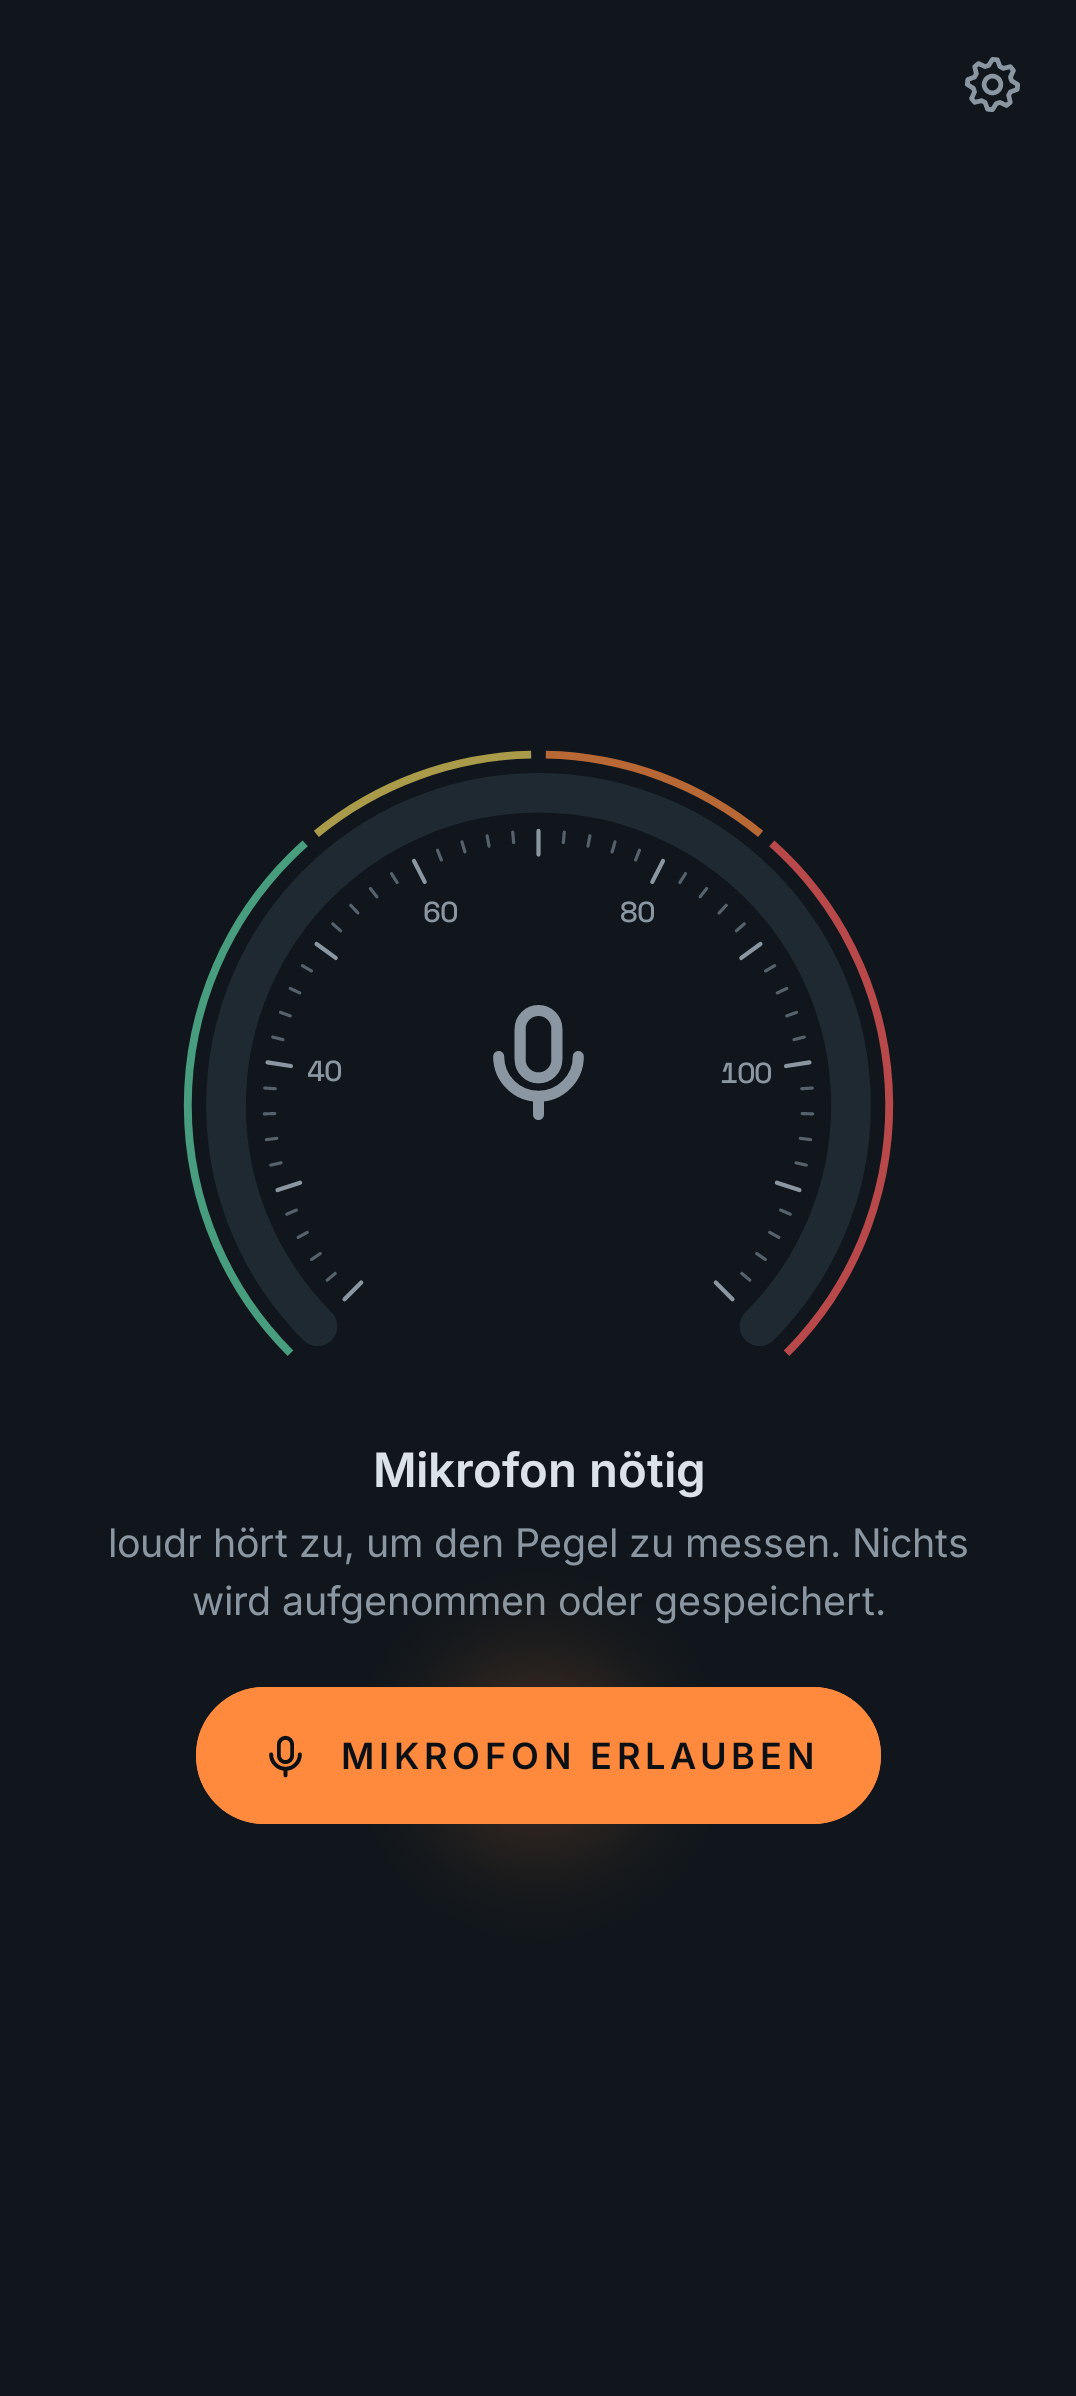 60 80
40 100
Mikrofon nötig
loudr hört zu, um den Pegel zu messen. Nichts
wird aufgenommen oder gespeichert.
MIKROFON ERLAUBEN